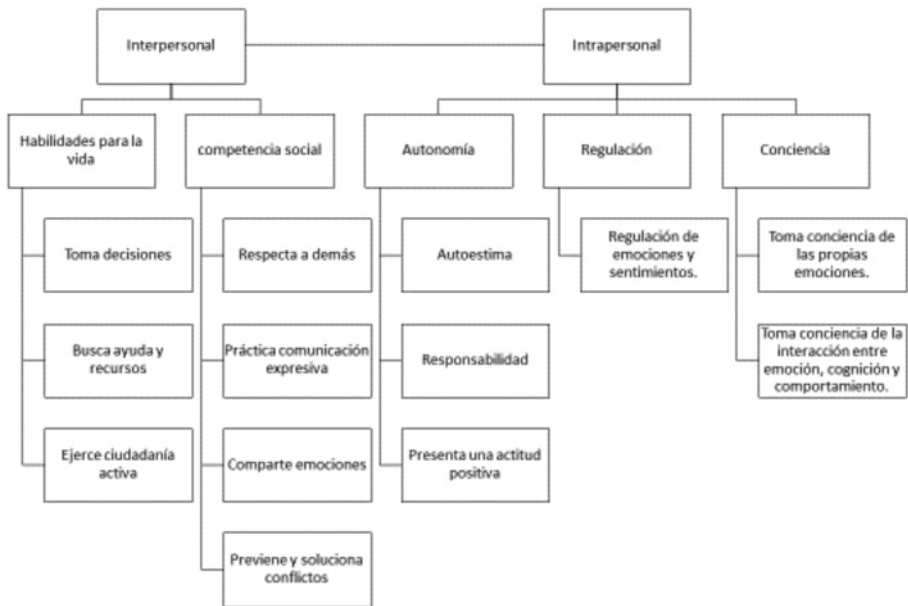 Interpersonal
Intrapersonal
Habilidades para la
vida
competencia social
Autonomía
Regulación
Conciencia
Toma decisiones
Respecta a demás
Autoestima
Regulación de
emociones y
sentimientos.
Toma conciencia de
las propias
emociones.
Busca ayuda y
recursos
Práctica comunicación
expresiva
Responsabilidad
Toma conciencia de la
interacción entre
emoción, cognición y
comportamiento.
Ejerce ciudadanía
activa
Comparte emociones
Presenta una actitud
positiva
Previene y soluciona
conflictos